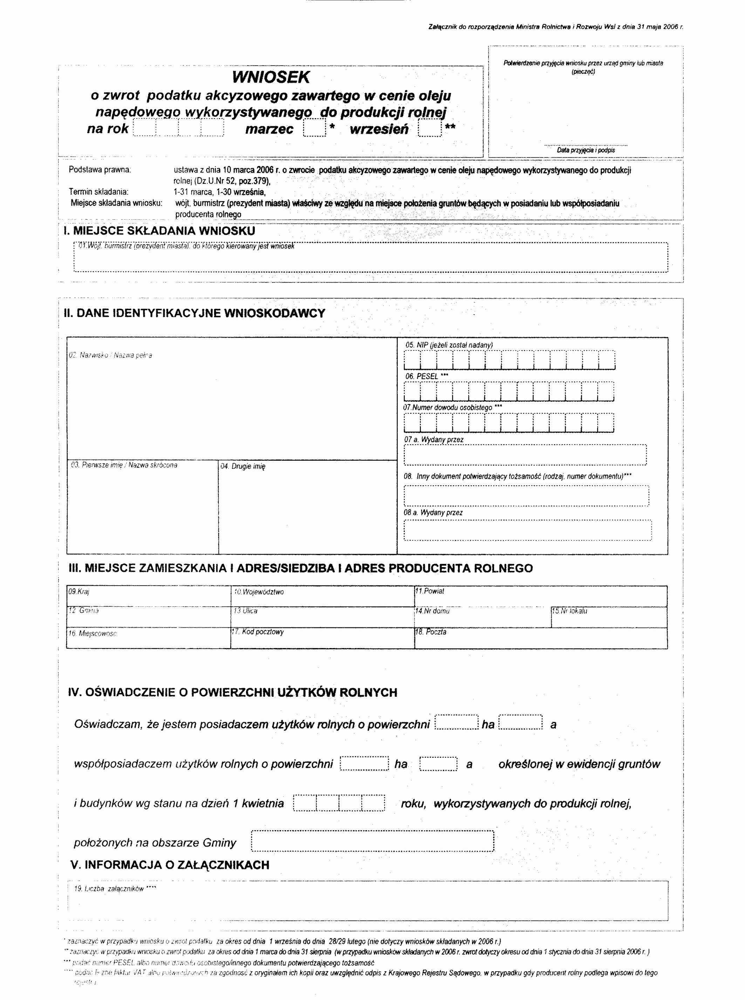 Załącznik do rozporządzenia Ministra Rolnictwa i Rozwoju Wsi z dnia 31 maja 2006 r.
Potwierdzenie przyjęcia wniosku przez urząd gminy lub miasta
(pieczęć)
WNIOSEK
o zwrot podatku akcyzowego zawartego w cenie oleju
napędowego wykorzystywanego do produkcji rolnej
na rok marzec * wrzesień **
Data przyjęcia i podpis
Podstawa prawna: ustawa z dnia 10 marca 2006 r. o zwrocie podatku akcyzowego zawartego w cenie oleju napędowego wykorzystywanego do produkcji
rolnej (Dz.U.Nr 52, poz.379),
Termin składania: 1-31 marca, 1-30 września,
Miejsce składania wniosku: wójt, burmistrz (prezydent miasta) właściwy ze względu na miejsce położenia gruntów będących w posiadaniu lub współposiadaniu
producenta rolnego
I. MIEJSCE SKŁADANIA WNIOSKU
01.Wójt, burmistrz (prezydent miasta), do którego kierowany jest wniosek
II. DANE IDENTYFIKACYJNE WNIOSKODAWCY
02. Nazwisko / Nazwa pełna
05. NIP (jeżeli został nadany)
06. PESEL ***
07.Numer dowodu osobistego ***
07 a. Wydany przez
03. Pierwsze imię / Nazwa skrócona
04. Drugie imię
08. Inny dokument potwierdzający tożsamość (rodzaj, numer dokumentu)***
08 a. Wydany przez
III. MIEJSCE ZAMIESZKANIA I ADRES/SIEDZIBA I ADRES PRODUCENTA ROLNEGO
09.Kraj 10.Województwo 11.Powiat
12 Gmina 13 Ulica 14.Nr domu 15.Nr lokalu
16. Miejscowość 17. Kod pocztowy 18. Poczta
IV. OŚWIADCZENIE O POWIERZCHNI UŻYTKÓW ROLNYCH
Oświadczam, że jestem posiadaczem użytków rolnych o powierzchni ha a
współposiadaczem użytków rolnych o powierzchni ha a określonej w ewidencji gruntów
i budynków wg stanu na dzień 1 kwietnia roku, wykorzystywanych do produkcji rolnej,
położonych na obszarze Gminy
V. INFORMACJA O ZAŁĄCZNIKACH
19. Liczba załączników ****
* zaznaczyć w przypadku wniosku o zwrot podatku za okres od dnia 1 września do dnia 28/29 lutego (nie dotyczy wniosków składanych w 2006 r.)
** zaznaczyć w przypadku wniosku o zwrot podatku za okres od dnia 1 marca do dnia 31 sierpnia (w przypadku wniosków składanych w 2006 r. zwrot dotyczy okresu od dnia 1 stycznia do dnia 31 sierpnia 2006 r. )
*** podać numer PESEL albo numer dowodu osobistego/innego dokumentu potwierdzającego tożsamość
**** podać faktur VAT albo potwierdzonych za zgodność z oryginałem ich kopii oraz uwzględnić odpis z Krajowego Rejestru Sądowego, w przypadku gdy producent rolny podlega wpisowi do tego
rejestru